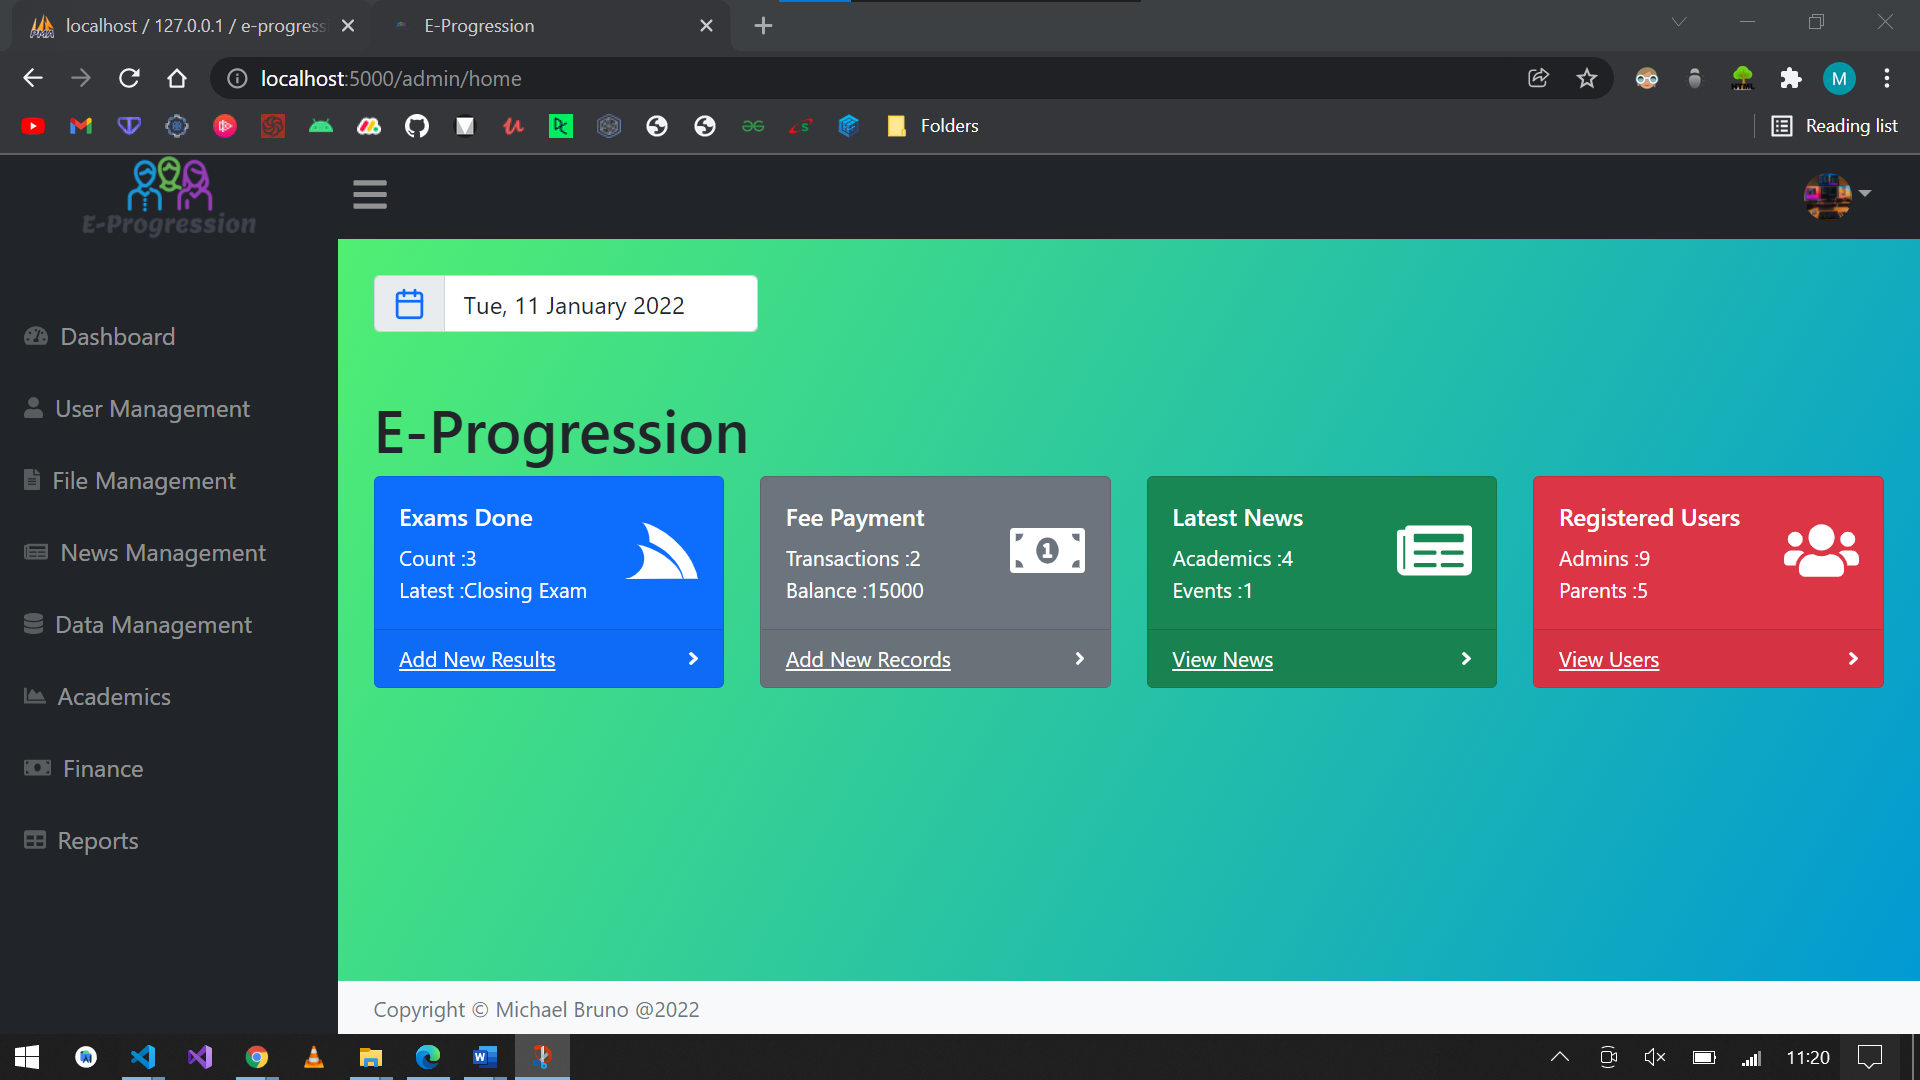 localhost / 127.0.0.1 / e-progress
E-Progression
localhost:5000/admin/home
M
Folders
Reading list
E-Progression
Tue, 11 January 2022
Dashboard
User Management
File Management
News Management
Data Management
Academics
Finance
Reports
E-Progression
Exams Done
Count :3
Latest :Closing Exam
Add New Results
Fee Payment
Transactions :2
Balance :15000
Add New Records
Latest News
Academics :4
Events :1
View News
Registered Users
Admins :9
Parents :5
View Users
Copyright © Michael Bruno @2022
11:20